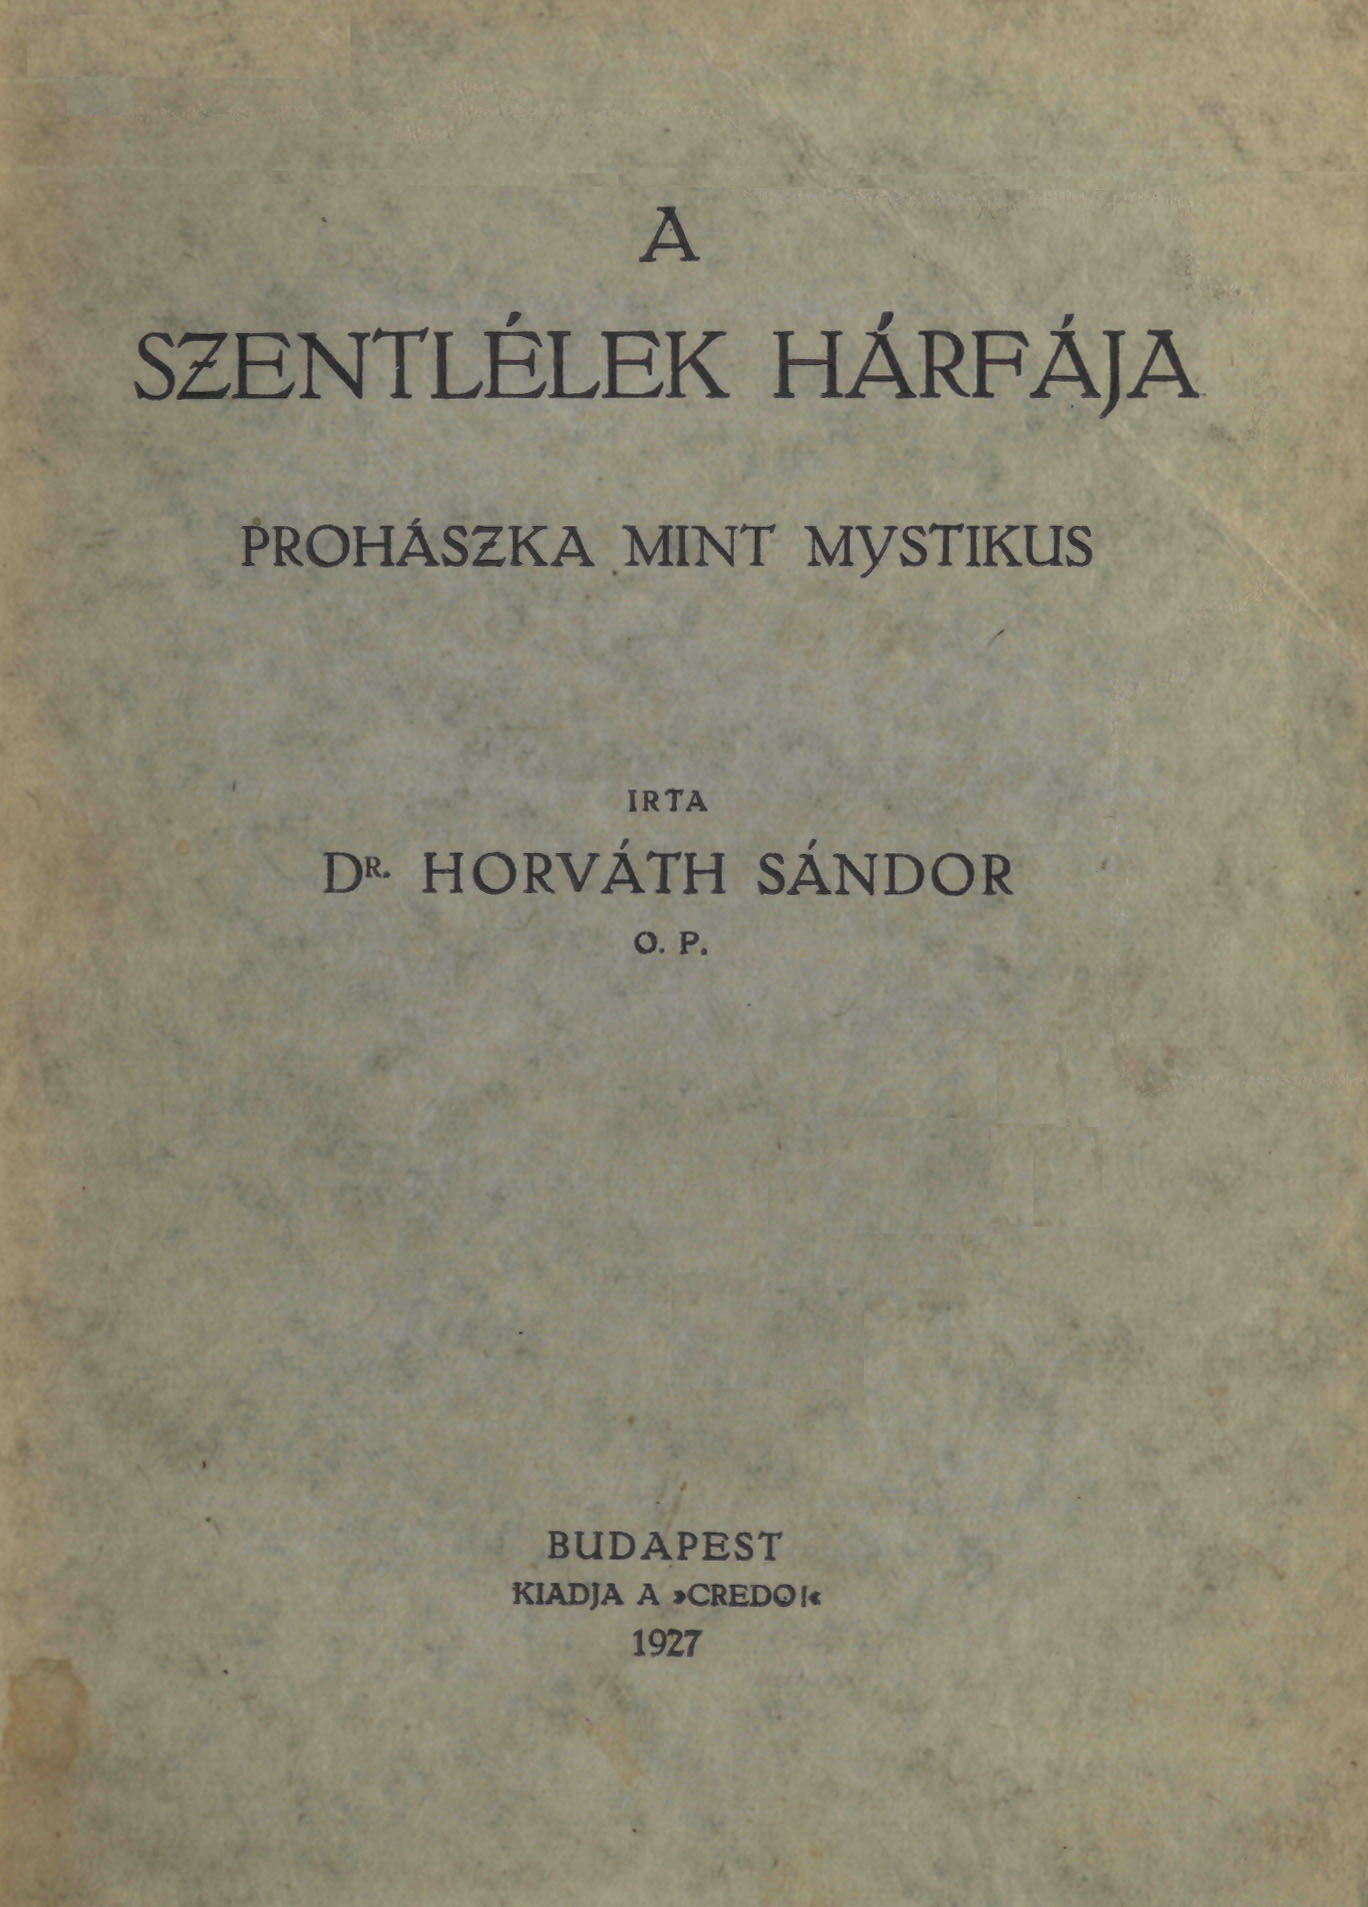 A
SZENTLÉLEK HÁRFÁJA
PROHÁSZKA MINT MYSTIKUS
IRTA
DR. HORVÁTH SÁNDOR
O. P.
BUDAPEST
KIADJA A »CREDO!«
1927